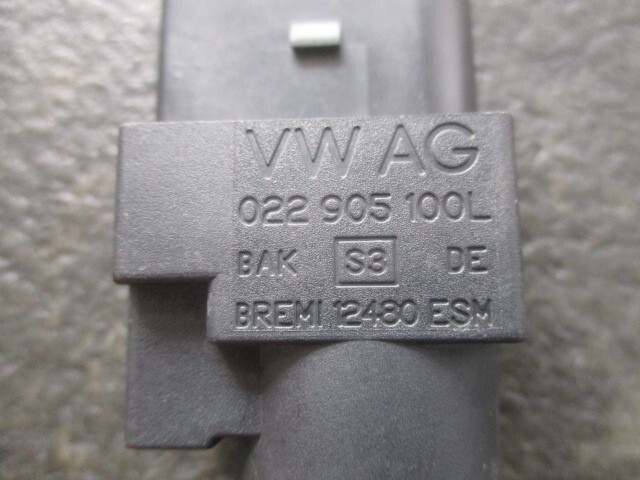 VW AG
022 905 100L
BAK S3 DE
BREMI 12480 ESM